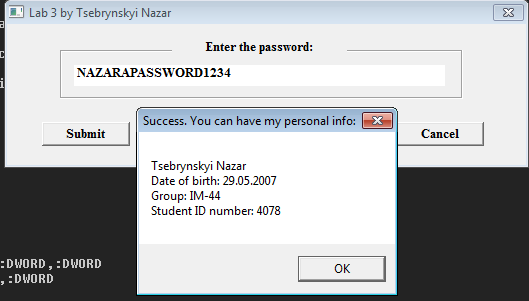 Lab 3 by Tsebrynskyi Nazar
Enter the password:
NAZARAPASSWORD1234
Submit
Cancel
Success. You can have my personal info:
Tsebrynskyi Nazar
Date of birth: 29.05.2007
Group: IM-44
Student ID number: 4078
OK
:DWORD,:DWORD
,:DWORD